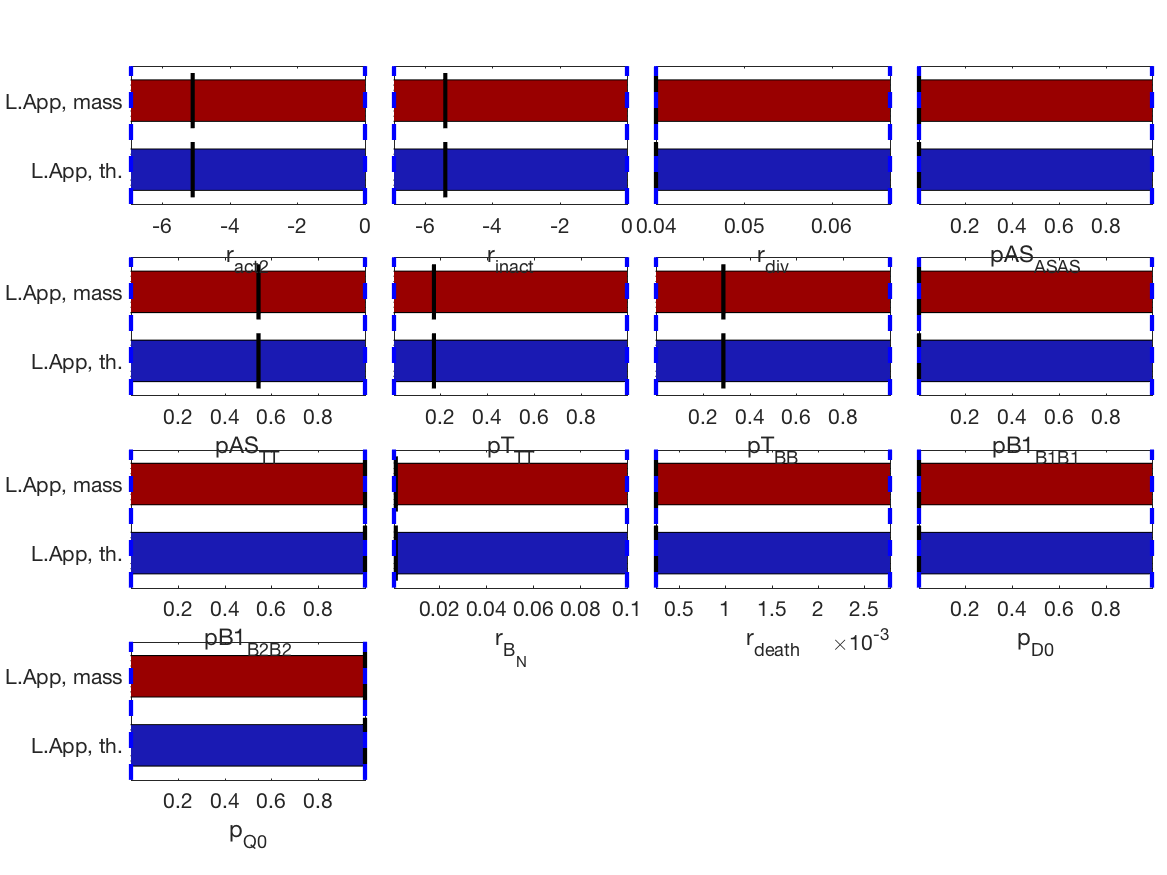 L.App, mass
L.App, th.
-6 -4 -2 0
r_act2
-6 -4 -2 0
r_inact
0.04 0.05 0.06
r_div
0.2 0.4 0.6 0.8
pAS_ASAS
L.App, mass
L.App, th.
0.2 0.4 0.6 0.8
pAS_TT
0.2 0.4 0.6 0.8
pT_TT
0.2 0.4 0.6 0.8
pT_BB
0.2 0.4 0.6 0.8
pB1_B1B1
L.App, mass
L.App, th.
0.2 0.4 0.6 0.8
pB1_B2B2
0.02 0.04 0.06 0.08 0.1
r_B_N
0.5 1 1.5 2 2.5
r_death ×10^-3
0.2 0.4 0.6 0.8
p_D0
L.App, mass
L.App, th.
0.2 0.4 0.6 0.8
p_Q0